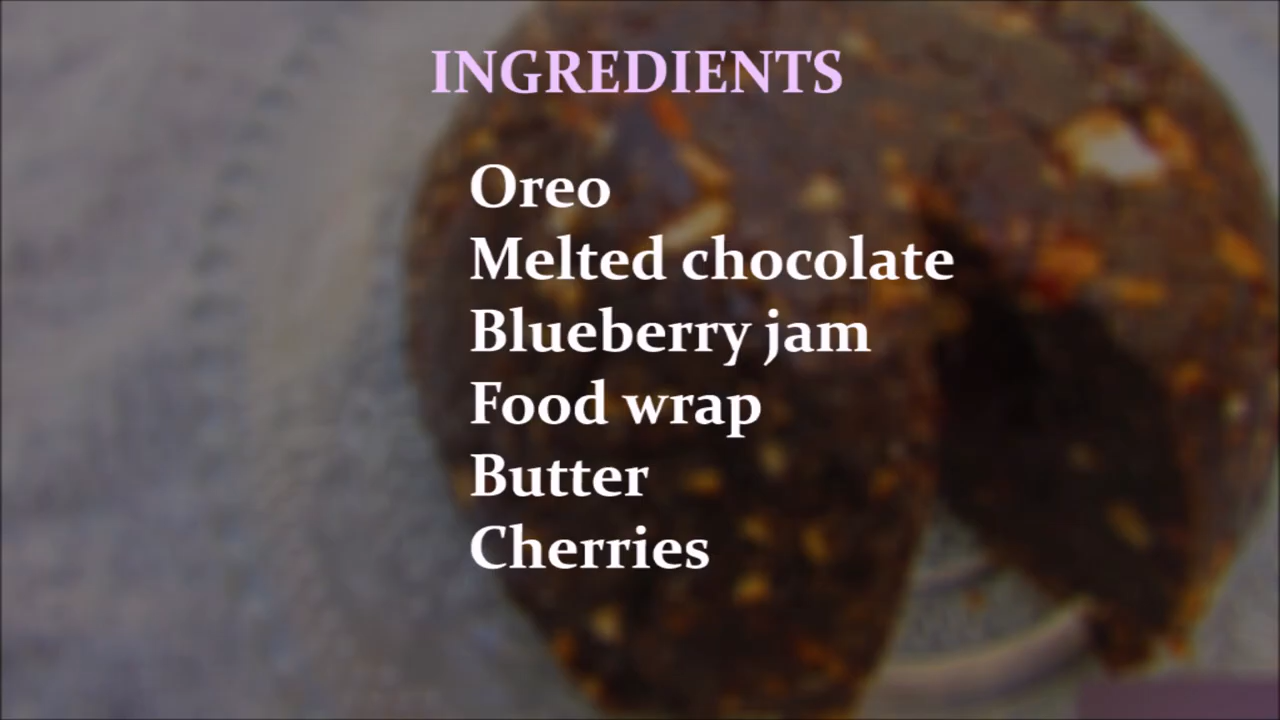 INGREDIENTS
Oreo
Melted chocolate
Blueberry jam
Food wrap
Butter
Cherries